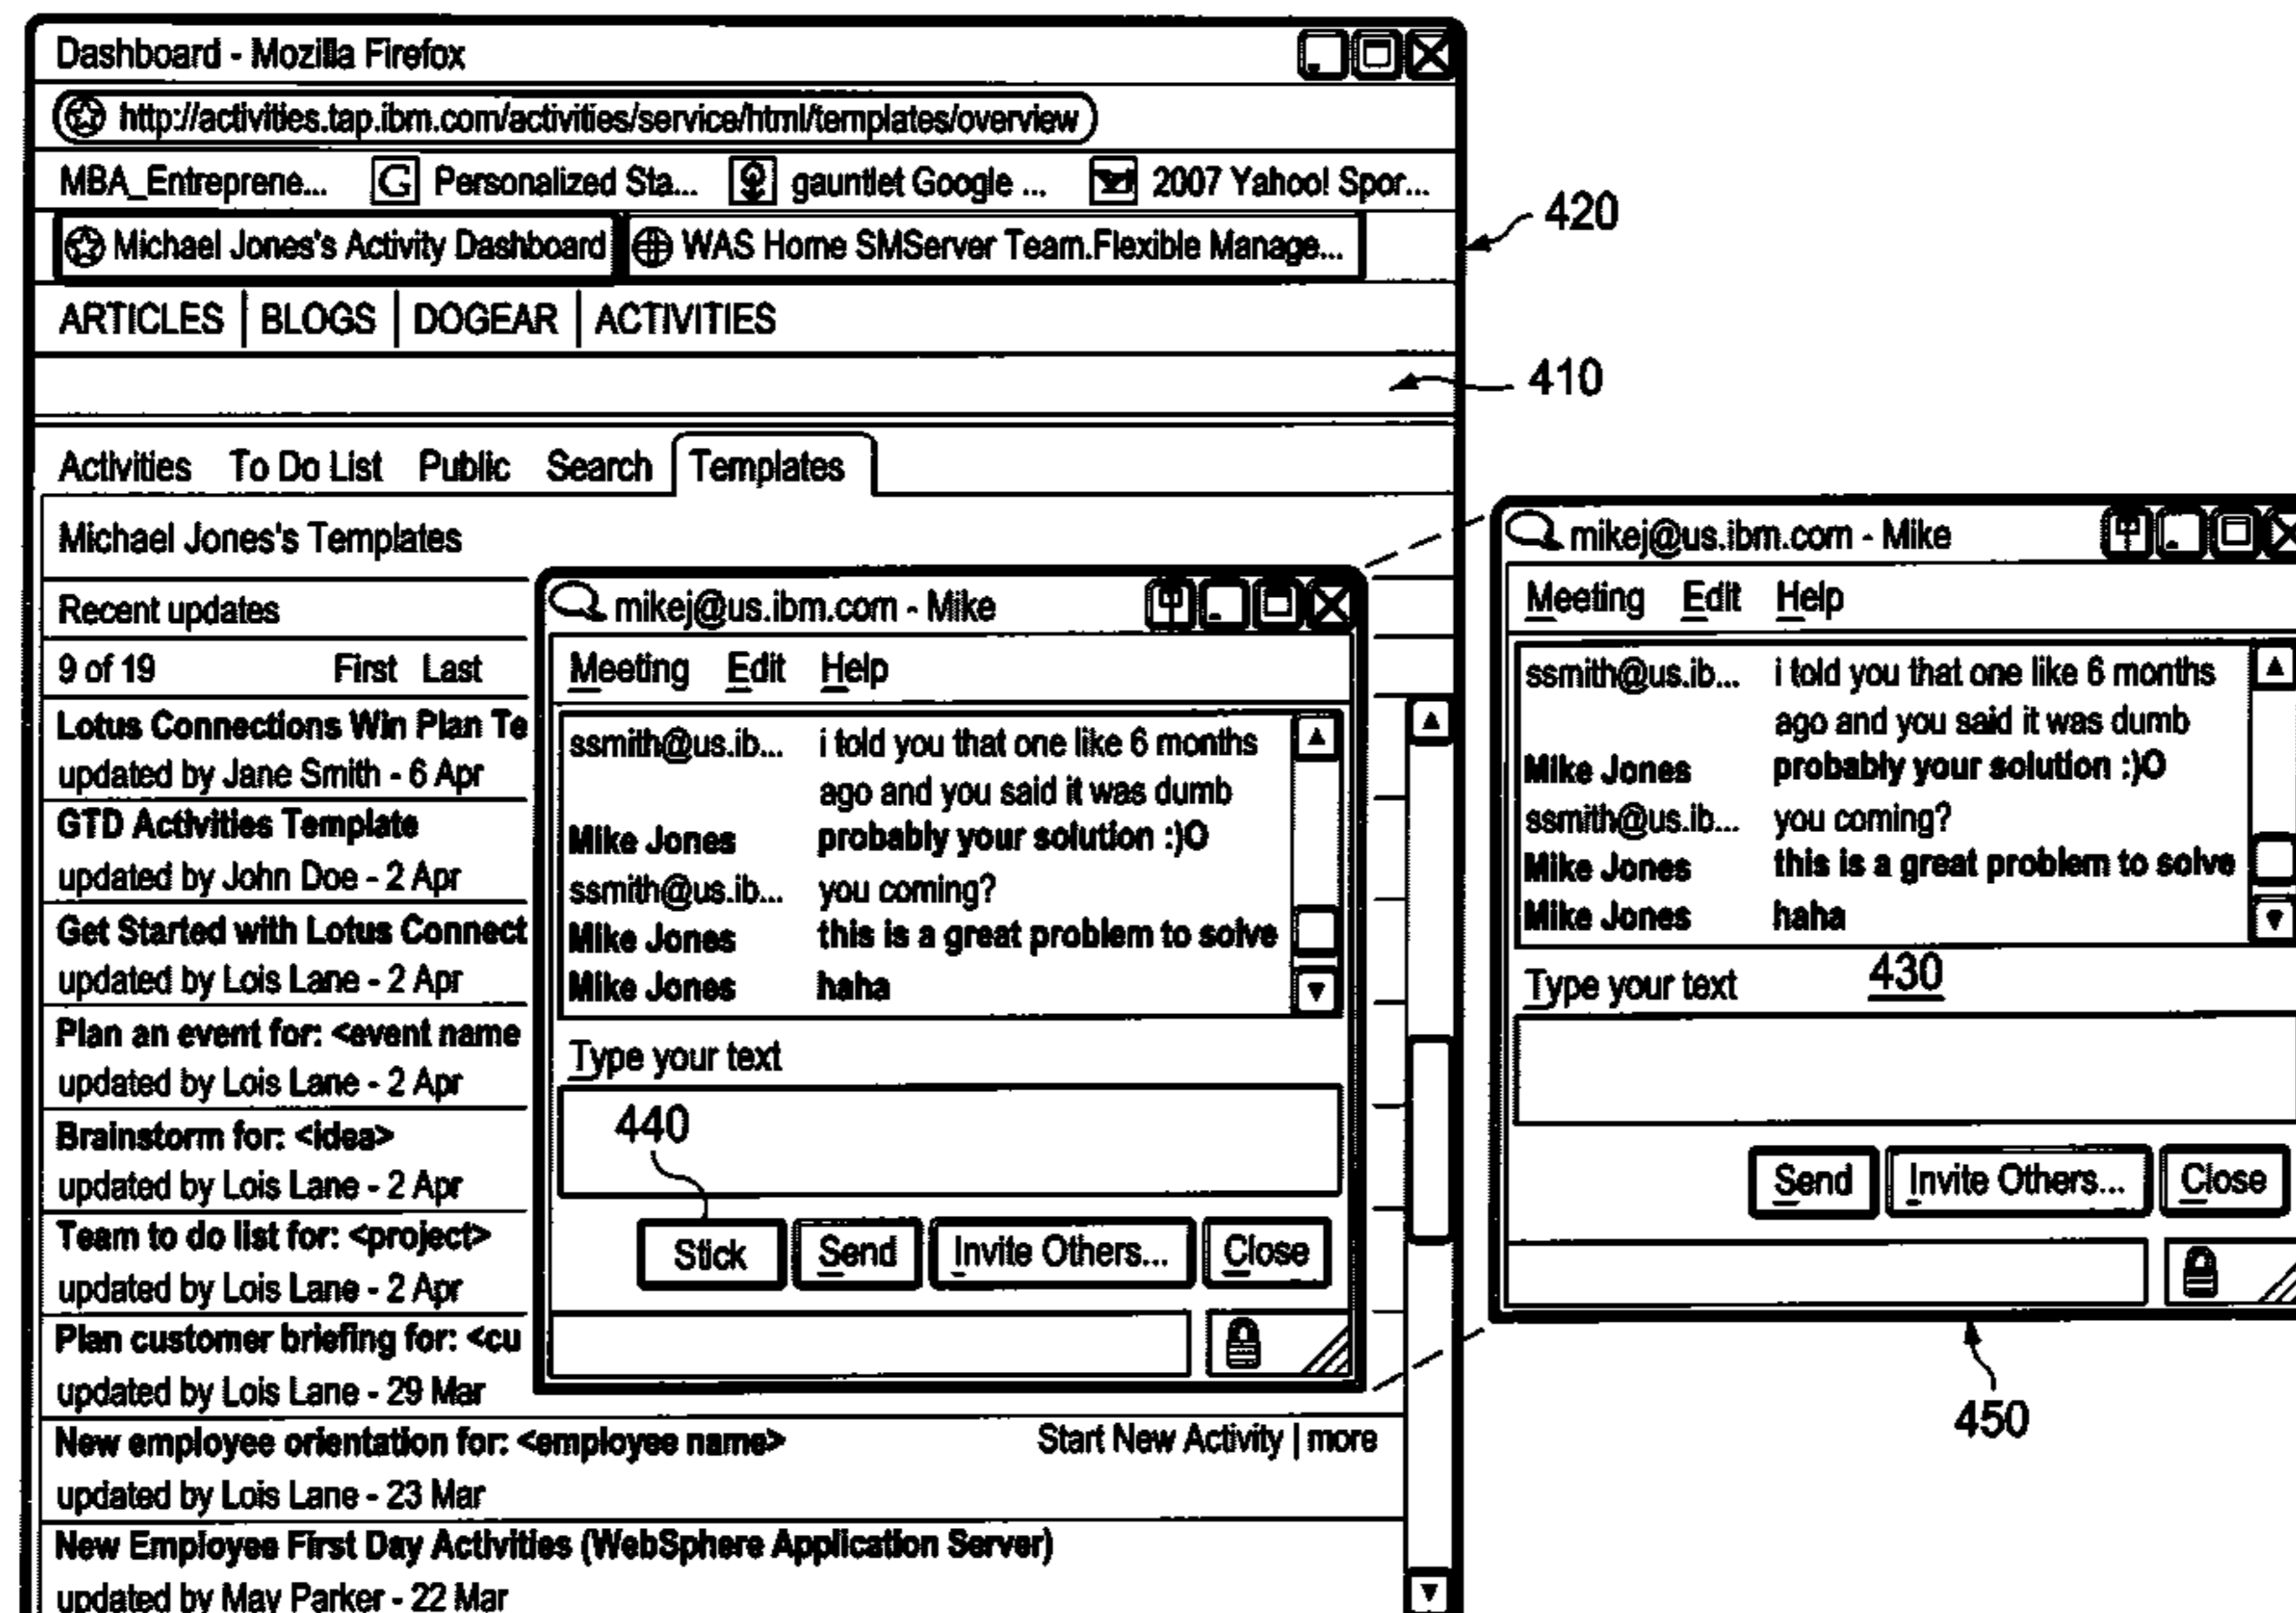 Dashboard - Mozilla Firefox
http://activities.tap.ibm.com/activities/service/html/templates/overview
MBA_Entreprene... G Personalized Sta... gauntlet Google ... 2007 Yahoo! Spor...
420
Michael Jones's Activity Dashboard WAS Home SMServer Team.Flexible Manage...
ARTICLES | BLOGS | DOGEAR | ACTIVITIES
410
Activities To Do List Public Search Templates
Michael Jones's Templates
Recent updates
9 of 19 First Last
Lotus Connections Win Plan Te
updated by Jane Smith - 6 Apr
GTD Activities Template
updated by John Doe - 2 Apr
Get Started with Lotus Connect
updated by Lois Lane - 2 Apr
Plan an event for: <event name
updated by Lois Lane - 2 Apr
Brainstorm for: <idea>
updated by Lois Lane - 2 Apr
Team to do list for: <project>
updated by Lois Lane - 2 Apr
Plan customer briefing for: <cu
updated by Lois Lane - 29 Mar
New employee orientation for: <employee name> Start New Activity | more
updated by Lois Lane - 23 Mar
New Employee First Day Activities (WebSphere Application Server)
updated by May Parker - 22 Mar
mikej@us.ibm.com - Mike
Meeting Edit Help
ssmith@us.ib... i told you that one like 6 months
ago and you said it was dumb
Mike Jones probably your solution :)O
ssmith@us.ib... you coming?
Mike Jones this is a great problem to solve
Mike Jones haha
Type your text
440
Stick Send Invite Others... Close
mikej@us.ibm.com - Mike
Meeting Edit Help
ssmith@us.ib... i told you that one like 6 months
ago and you said it was dumb
Mike Jones probably your solution :)O
ssmith@us.ib... you coming?
Mike Jones this is a great problem to solve
Mike Jones haha
Type your text 430
Send Invite Others... Close
450